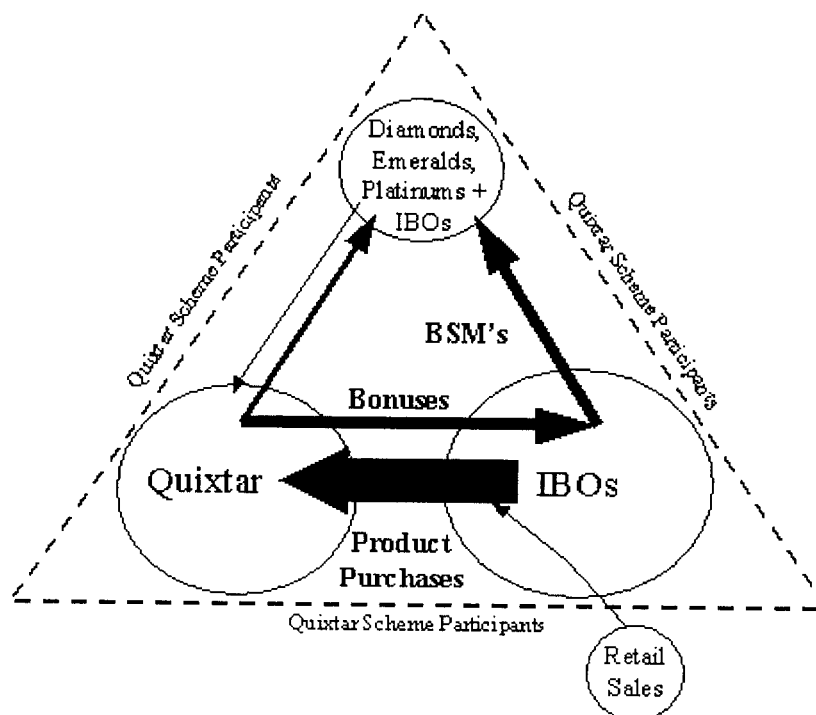 Diamonds,
Emeralds,
Platinums +
IBOs
Quixtar Scheme Participants
Quixtar Scheme Participants
BSM's
Bonuses
Quixtar
IBOs
Product
Purchases
Quixtar Scheme Participants
Retail
Sales